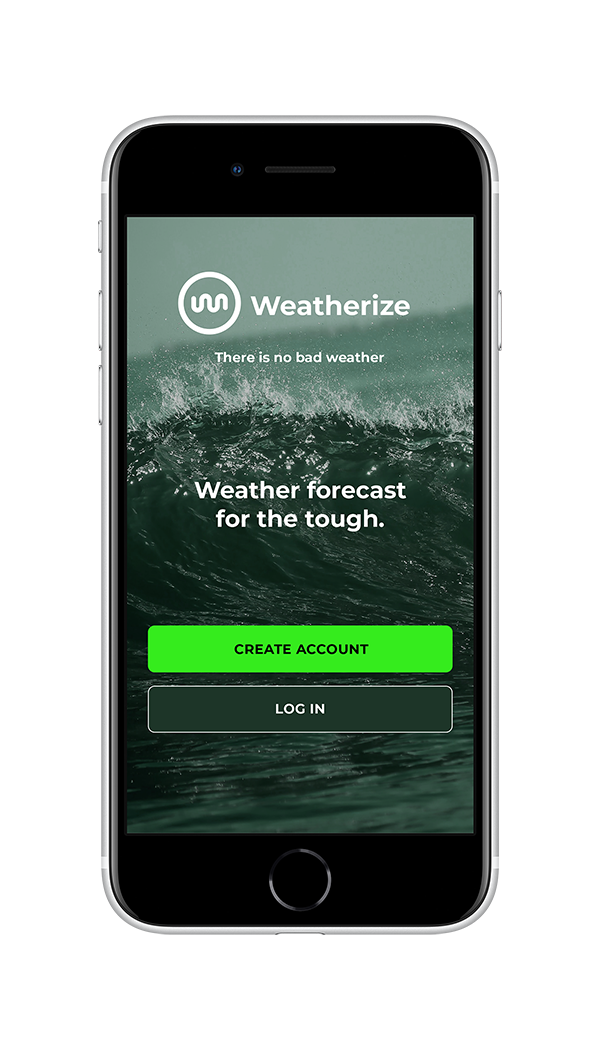 Weatherize
There is no bad weather
Weather forecast
for the tough.
CREATE ACCOUNT
LOG IN